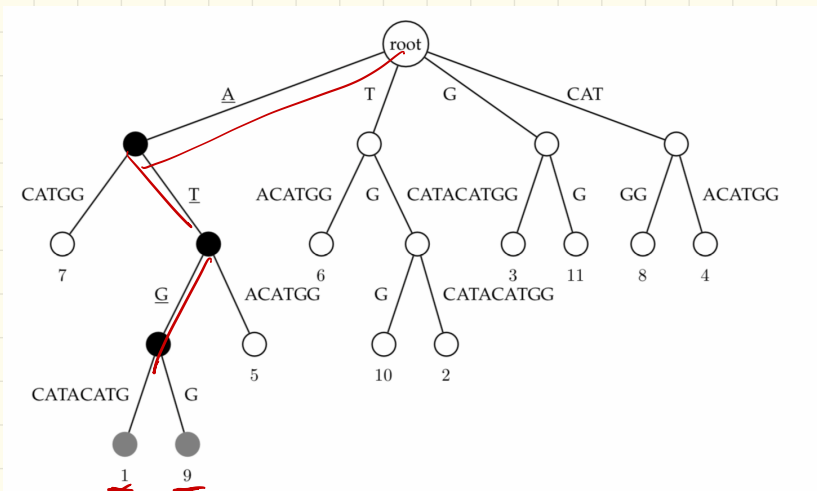 root
A T G CAT
CATGG T ACATGG G CATACATGG G GG ACATGG
7 6 3 11 8 4
G ACATGG G CATACATGG
5 10 2
CATACATG G
1 9